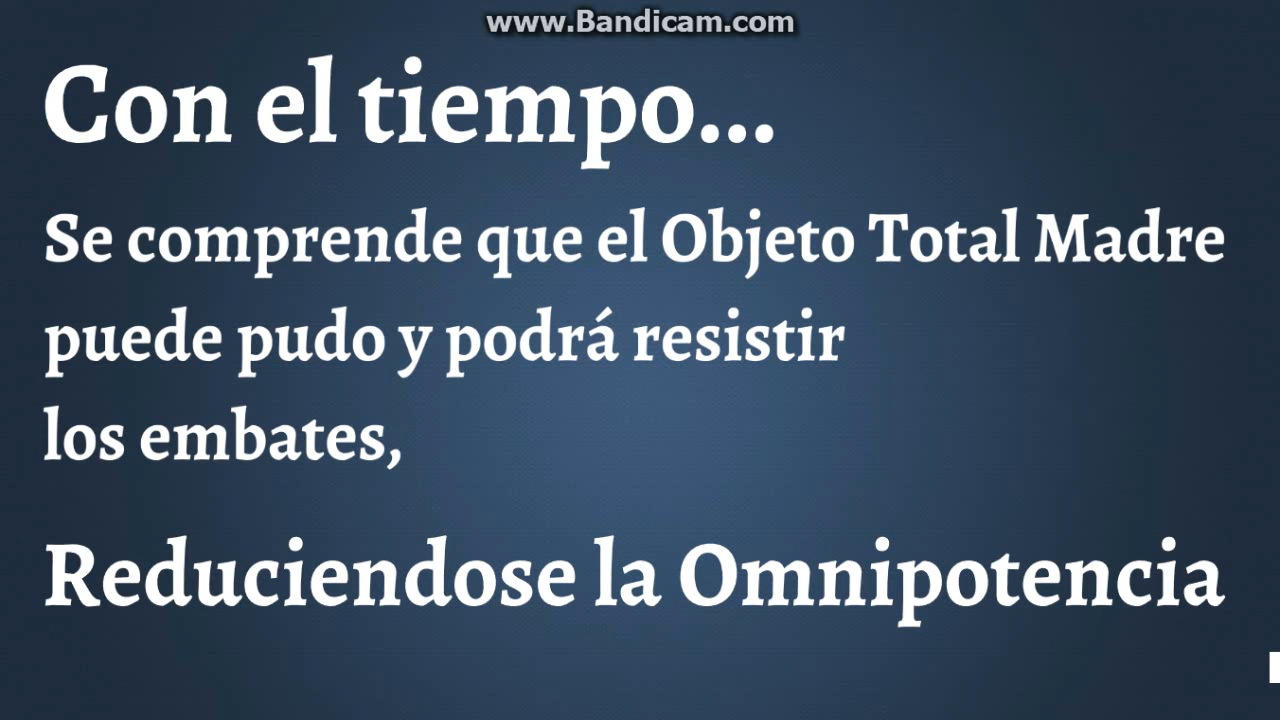 www.Bandicam.com
Con el tiempo...
Se comprende que el Objeto Total Madre
puede pudo y podrá resistir
los embates,
Reduciendose la Omnipotencia